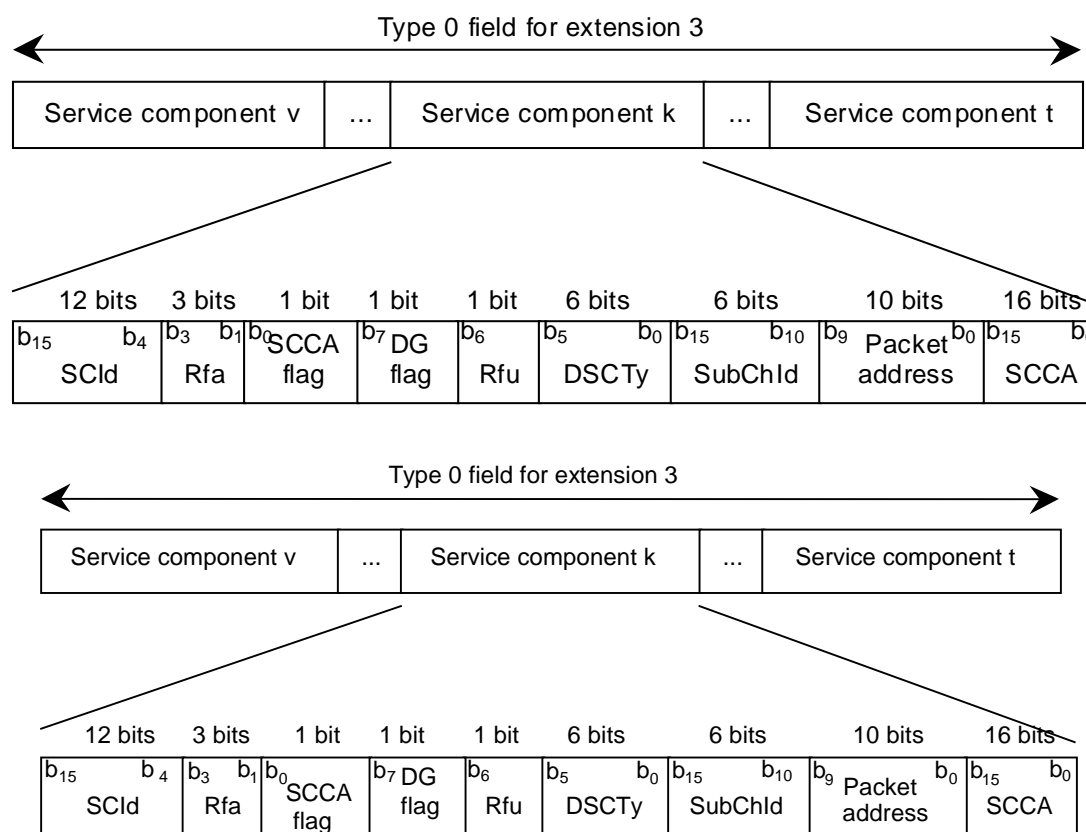 Type 0 field for extension 3
Service component v ... Service component k ... Service component t
12 bits 3 bits 1 bit 1 bit 1 bit 6 bits 6 bits 10 bits 16 bits
b15 b4 b3 b1 b0 b7 b6 b5 b0 b15 b10 b9 b0 b15
SCId Rfa SCCA flag DG flag Rfu DSCTy SubChId Packet address SCCA
Type 0 field for extension 3
Service component v ... Service component k ... Service component t
12 bits 3 bits 1 bit 1 bit 1 bit 6 bits 6 bits 10 bits 16 bits
b15 b4 b3 b1 b0 b7 b6 b5 b0 b15 b10 b9 b0 b15 b0
SCId Rfa SCCA flag DG flag Rfu DSCTy SubChId Packet address SCCA